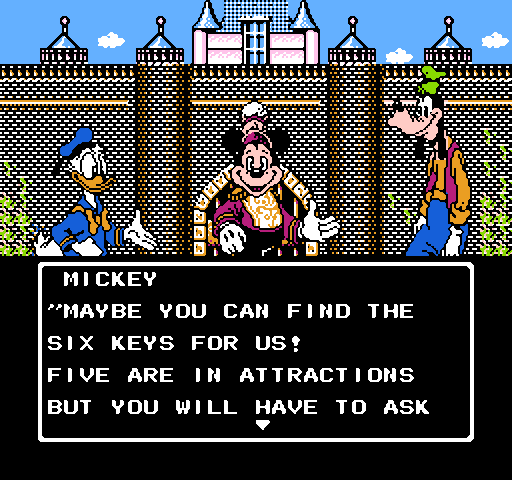 MICKEY
"MAYBE YOU CAN FIND THE
SIX KEYS FOR US!
FIVE ARE IN ATTRACTIONS
BUT YOU WILL HAVE TO ASK